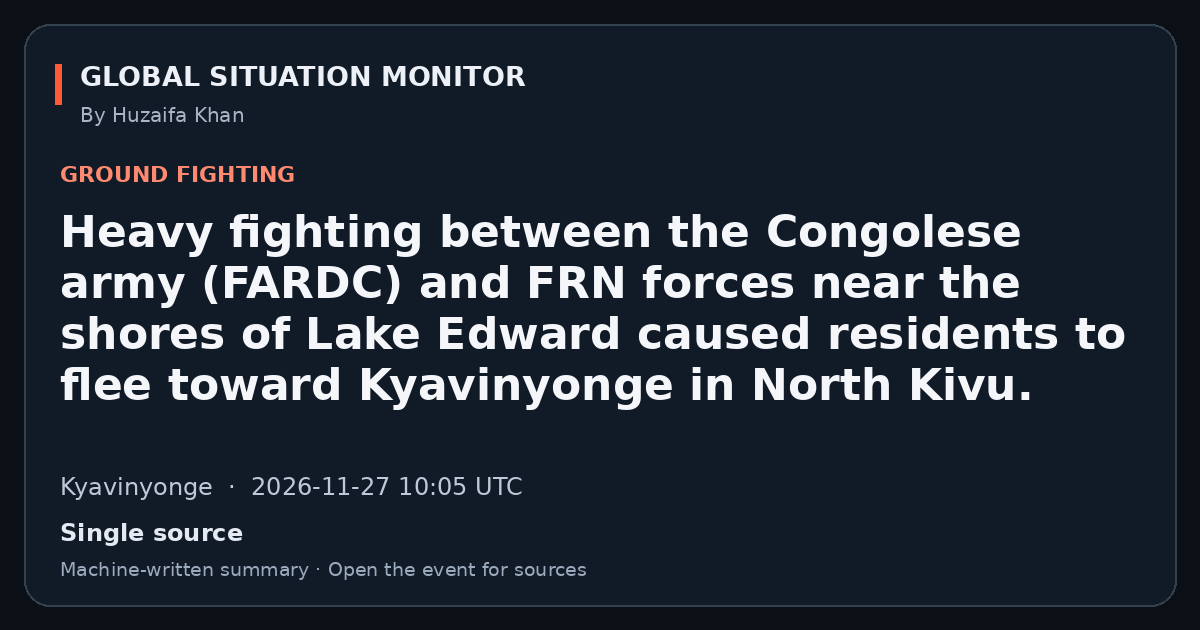 GLOBAL SITUATION MONITOR
By Huzaifa Khan
GROUND FIGHTING
Heavy fighting between the Congolese
army (FARDC) and FRN forces near the
shores of Lake Edward caused residents to
flee toward Kyavinyonge in North Kivu.
Kyavinyonge · 2026-11-27 10:05 UTC
Single source
Machine-written summary · Open the event for sources